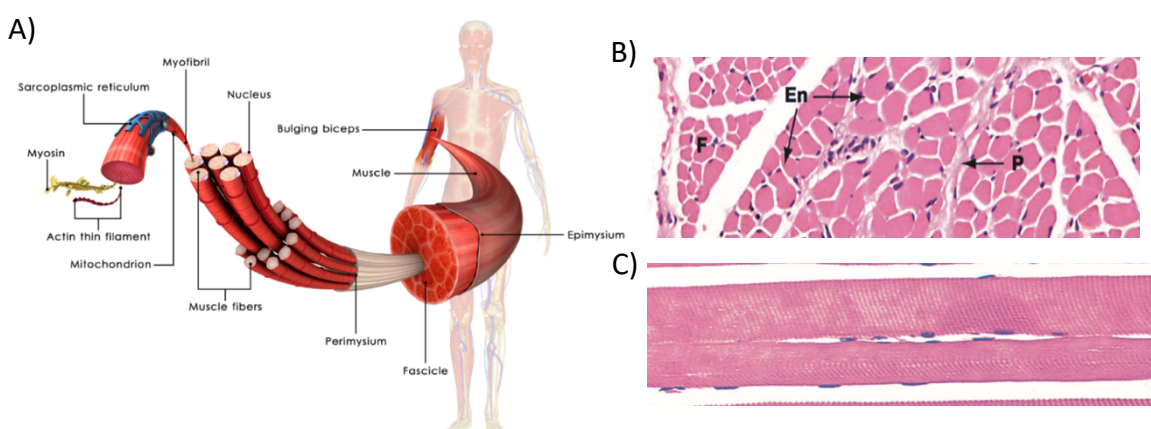 A)
Myofibril
Sarcoplasmic reticulum
Nucleus
Bulging biceps
Myosin
Muscle
Actin thin filament
Epimysium
Mitochondrion
Muscle fibers
Perimysium
Fascicle
B)
En
F
P
C)